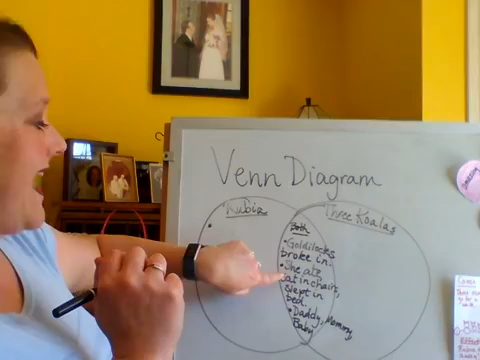 Venn Diagram
Rubia
Three Koalas
Both
• Goldilocks
broke in.
• She ate,
sat in chairs,
slept in
bed
• Daddy, Mommy,
Baby